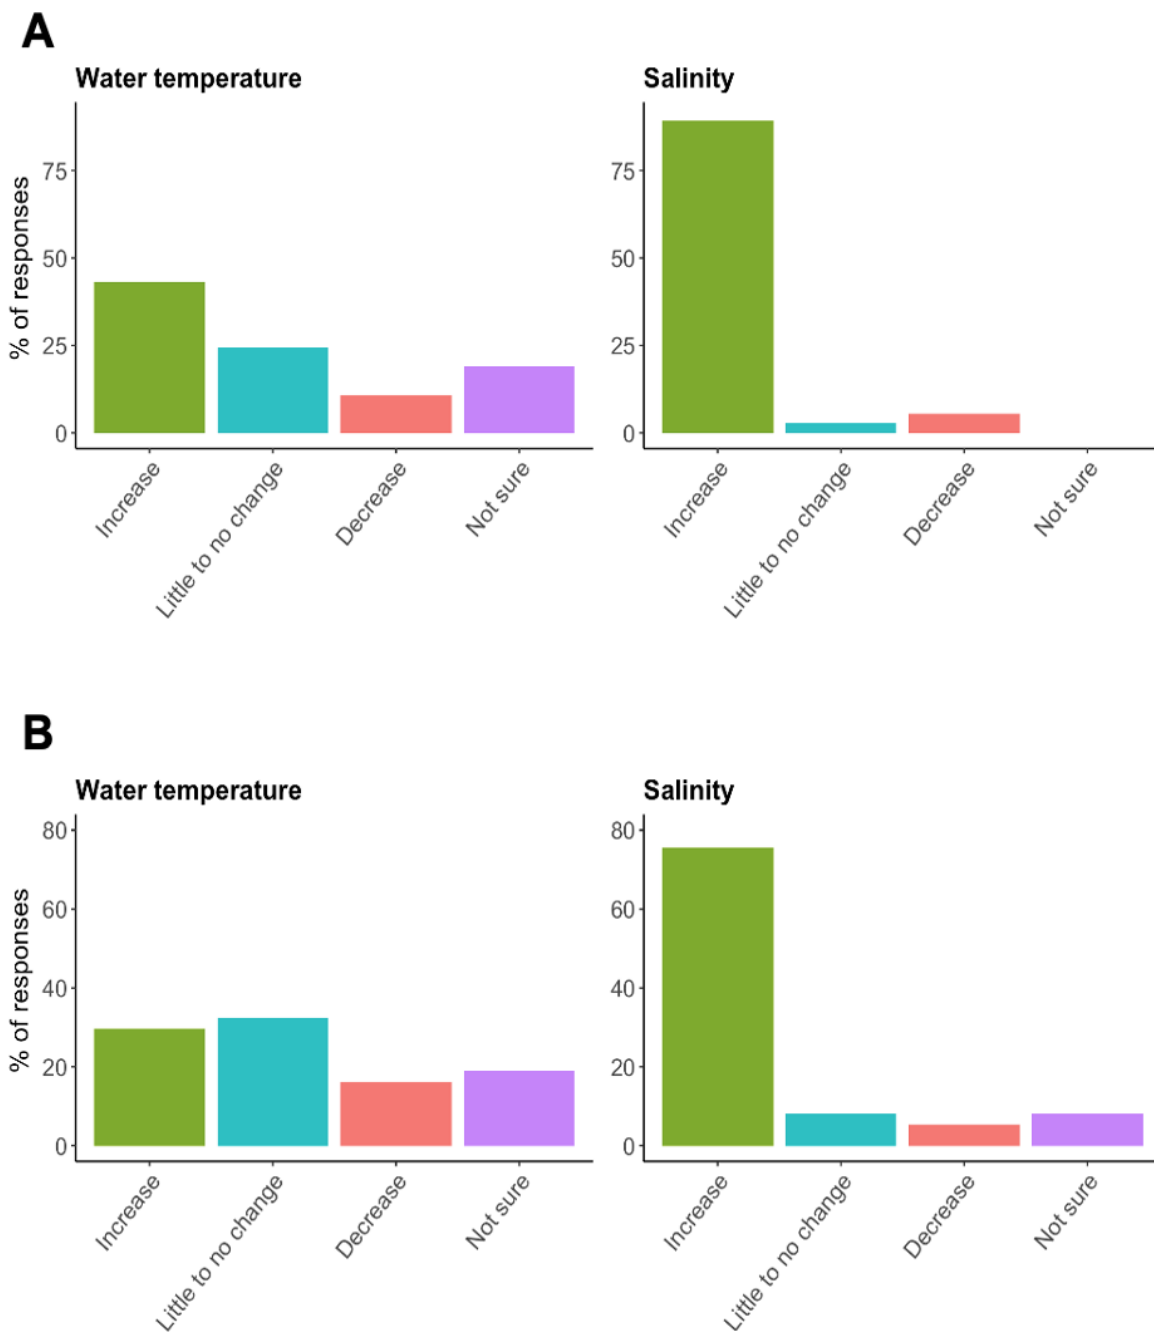 A
Water temperature
Salinity
% of responses
75
50
25
0
75
50
25
0
Increase
Little to no change
Decrease
Not sure
Increase
Little to no change
Decrease
Not sure
B
Water temperature
Salinity
% of responses
80
60
40
20
0
80
60
40
20
0
Increase
Little to no change
Decrease
Not sure
Increase
Little to no change
Decrease
Not sure